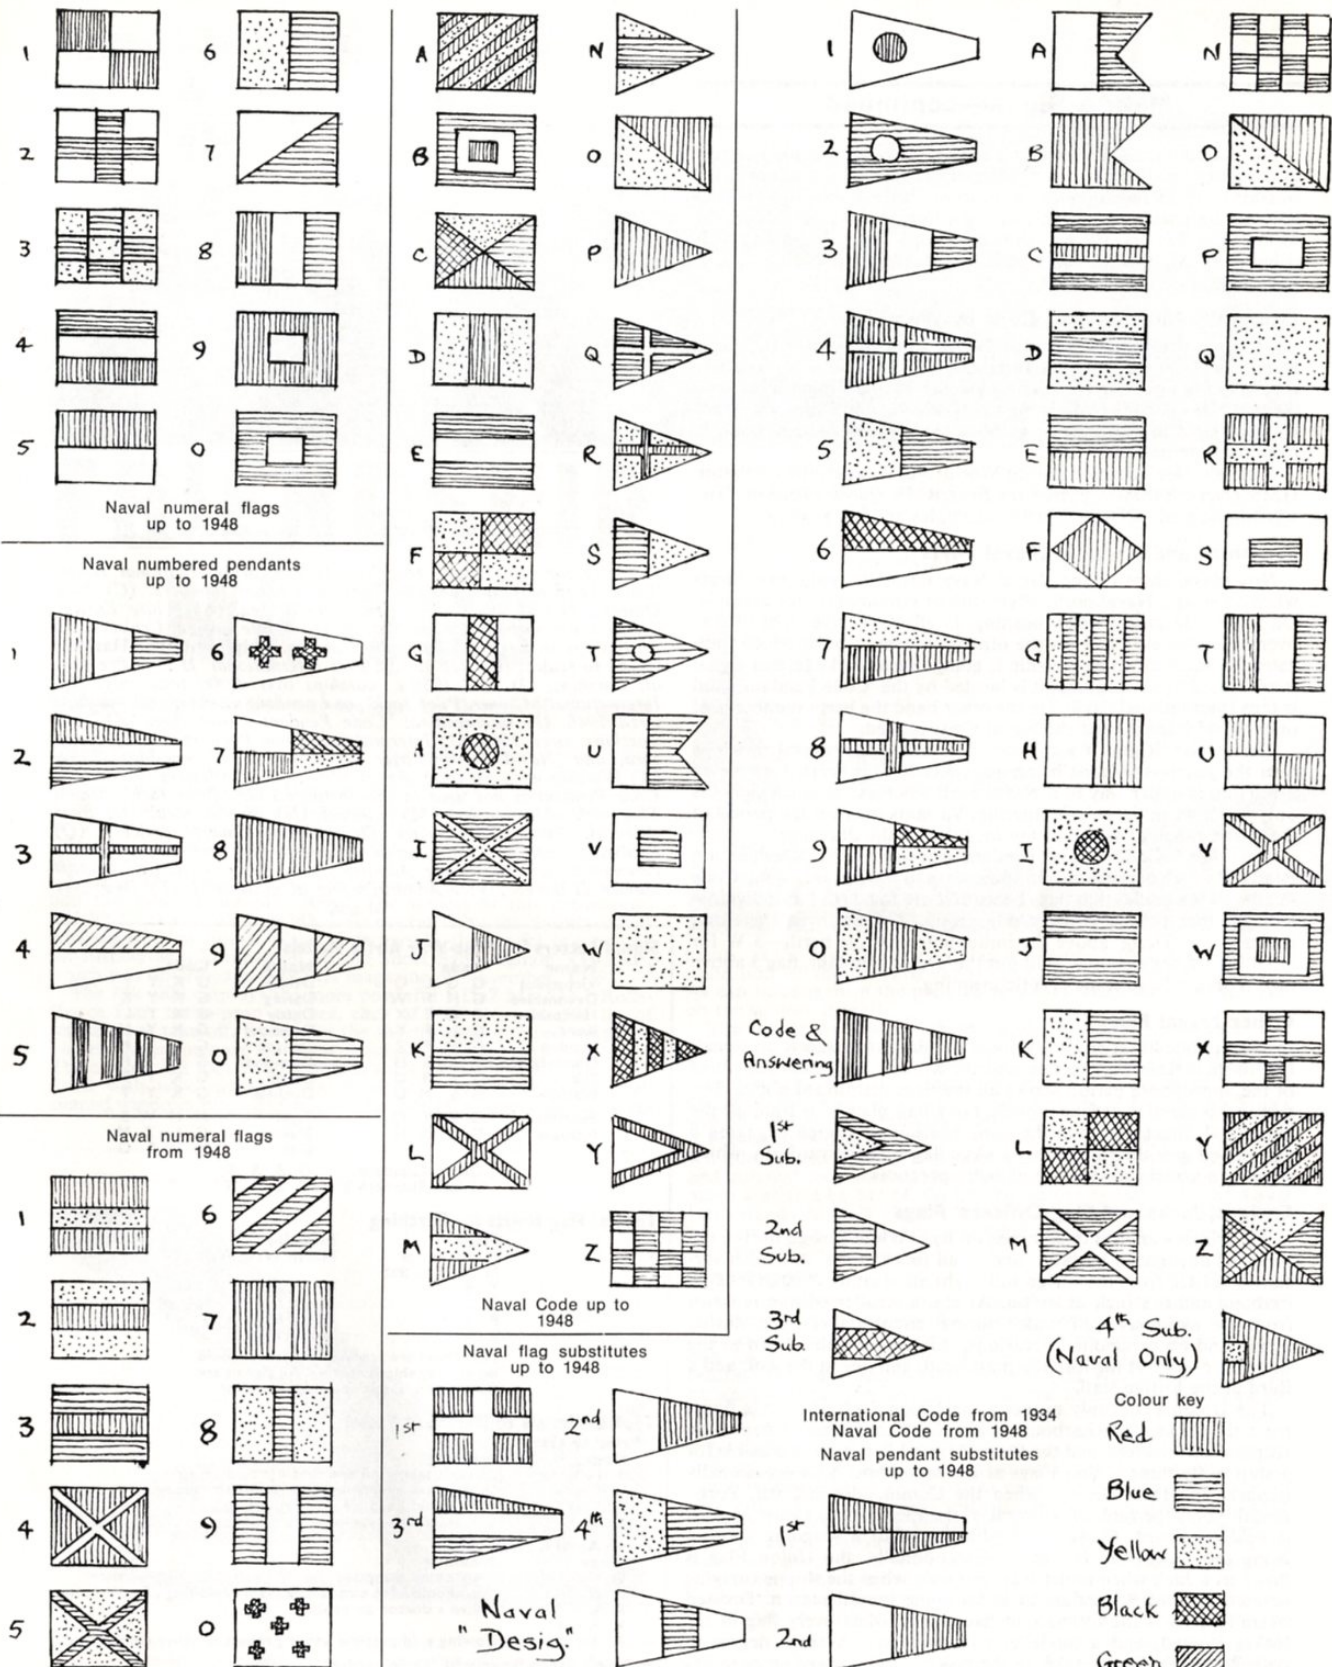 1
6
2
7
3
8
4
9
5
0
Naval numeral flags
up to 1948
Naval numbered pendants
up to 1948
1
6
2
7
3
8
4
9
5
0
Naval numeral flags
from 1948
1
6
2
7
3
8
4
9
5
0
A
N
B
O
C
P
D
Q
E
R
F
S
G
T
H
U
I
V
J
W
K
X
L
Y
M
Z
Naval Code up to
1948
Naval flag substitutes
up to 1948
1st
2nd
3rd
4th
Naval
"Desig."
1
A
N
2
B
O
3
C
P
4
D
Q
5
E
R
6
F
S
7
G
T
8
H
U
9
I
V
0
J
W
Code &
Answering
K
X
1st
Sub.
L
Y
2nd
Sub.
M
Z
3rd
Sub.
4th Sub.
(Naval Only)
International Code from 1934
Naval Code from 1948
Naval pendant substitutes
up to 1948
1st
2nd
Colour key
Red
Blue
Yellow
Black
Green